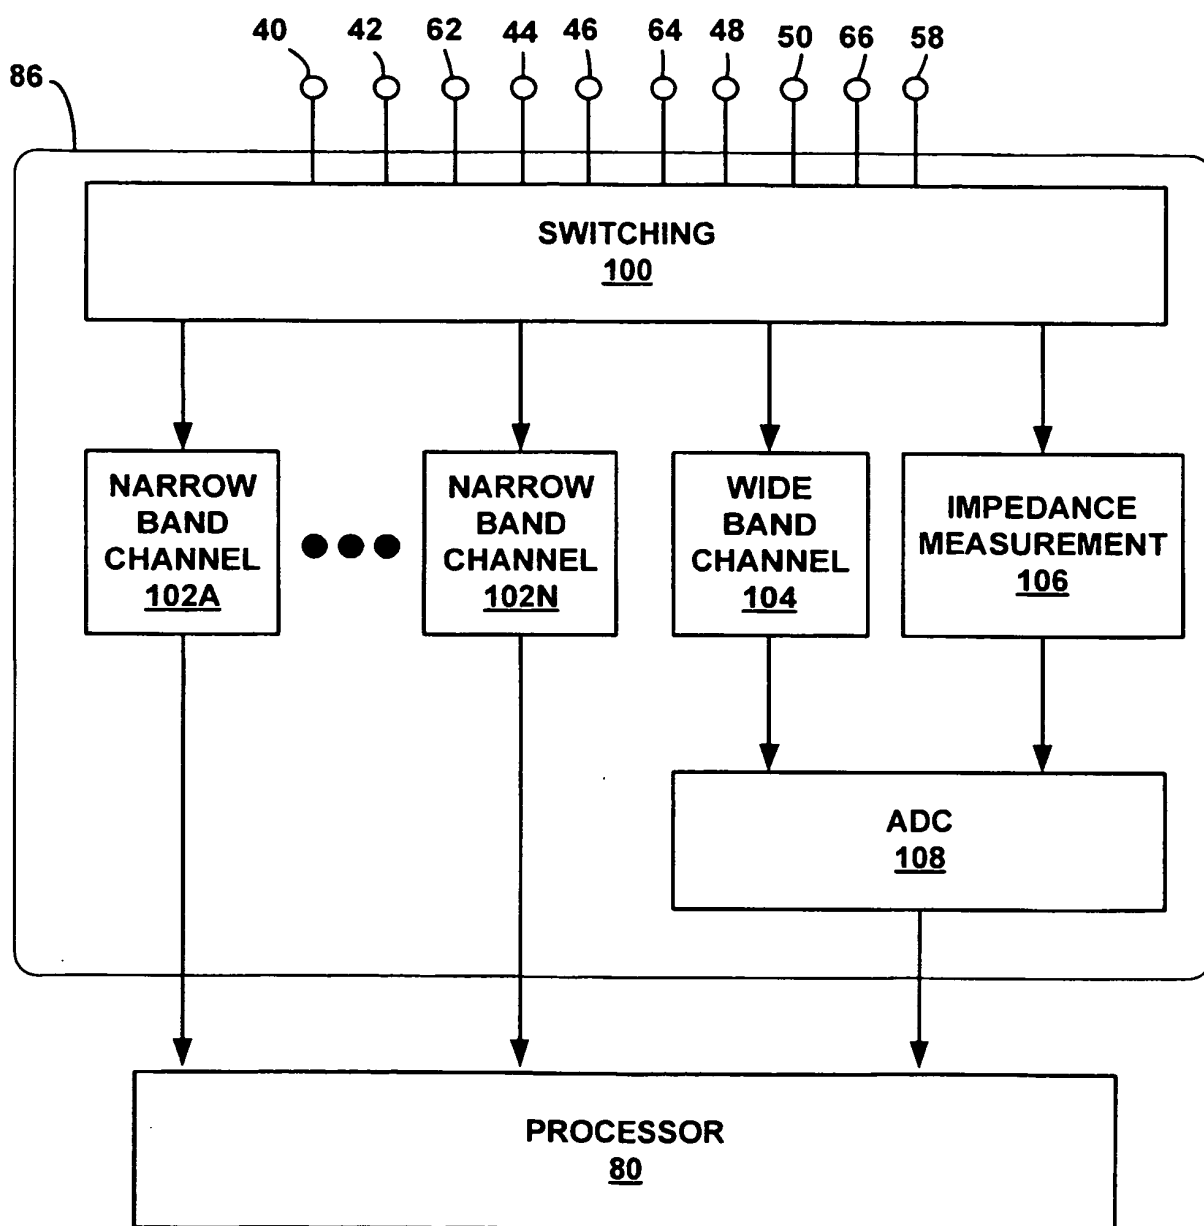 40 42 62 44 46 64 48 50 66 58
86
SWITCHING
100
NARROW
BAND
CHANNEL
102A
NARROW
BAND
CHANNEL
102N
WIDE
BAND
CHANNEL
104
IMPEDANCE
MEASUREMENT
106
ADC
108
PROCESSOR
80